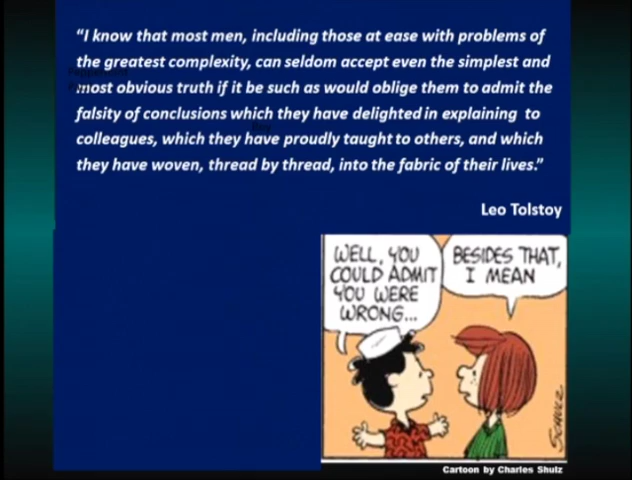 “I know that most men, including those at ease with problems of
the greatest complexity, can seldom accept even the simplest and
most obvious truth if it be such as would oblige them to admit the
falsity of conclusions which they have delighted in explaining to
colleagues, which they have proudly taught to others, and which
they have woven, thread by thread, into the fabric of their lives.”
Leo Tolstoy
WELL, YOU
COULD ADMIT
YOU WERE
WRONG...
BESIDES THAT,
I MEAN
SCHULZ
Cartoon by Charles Shulz